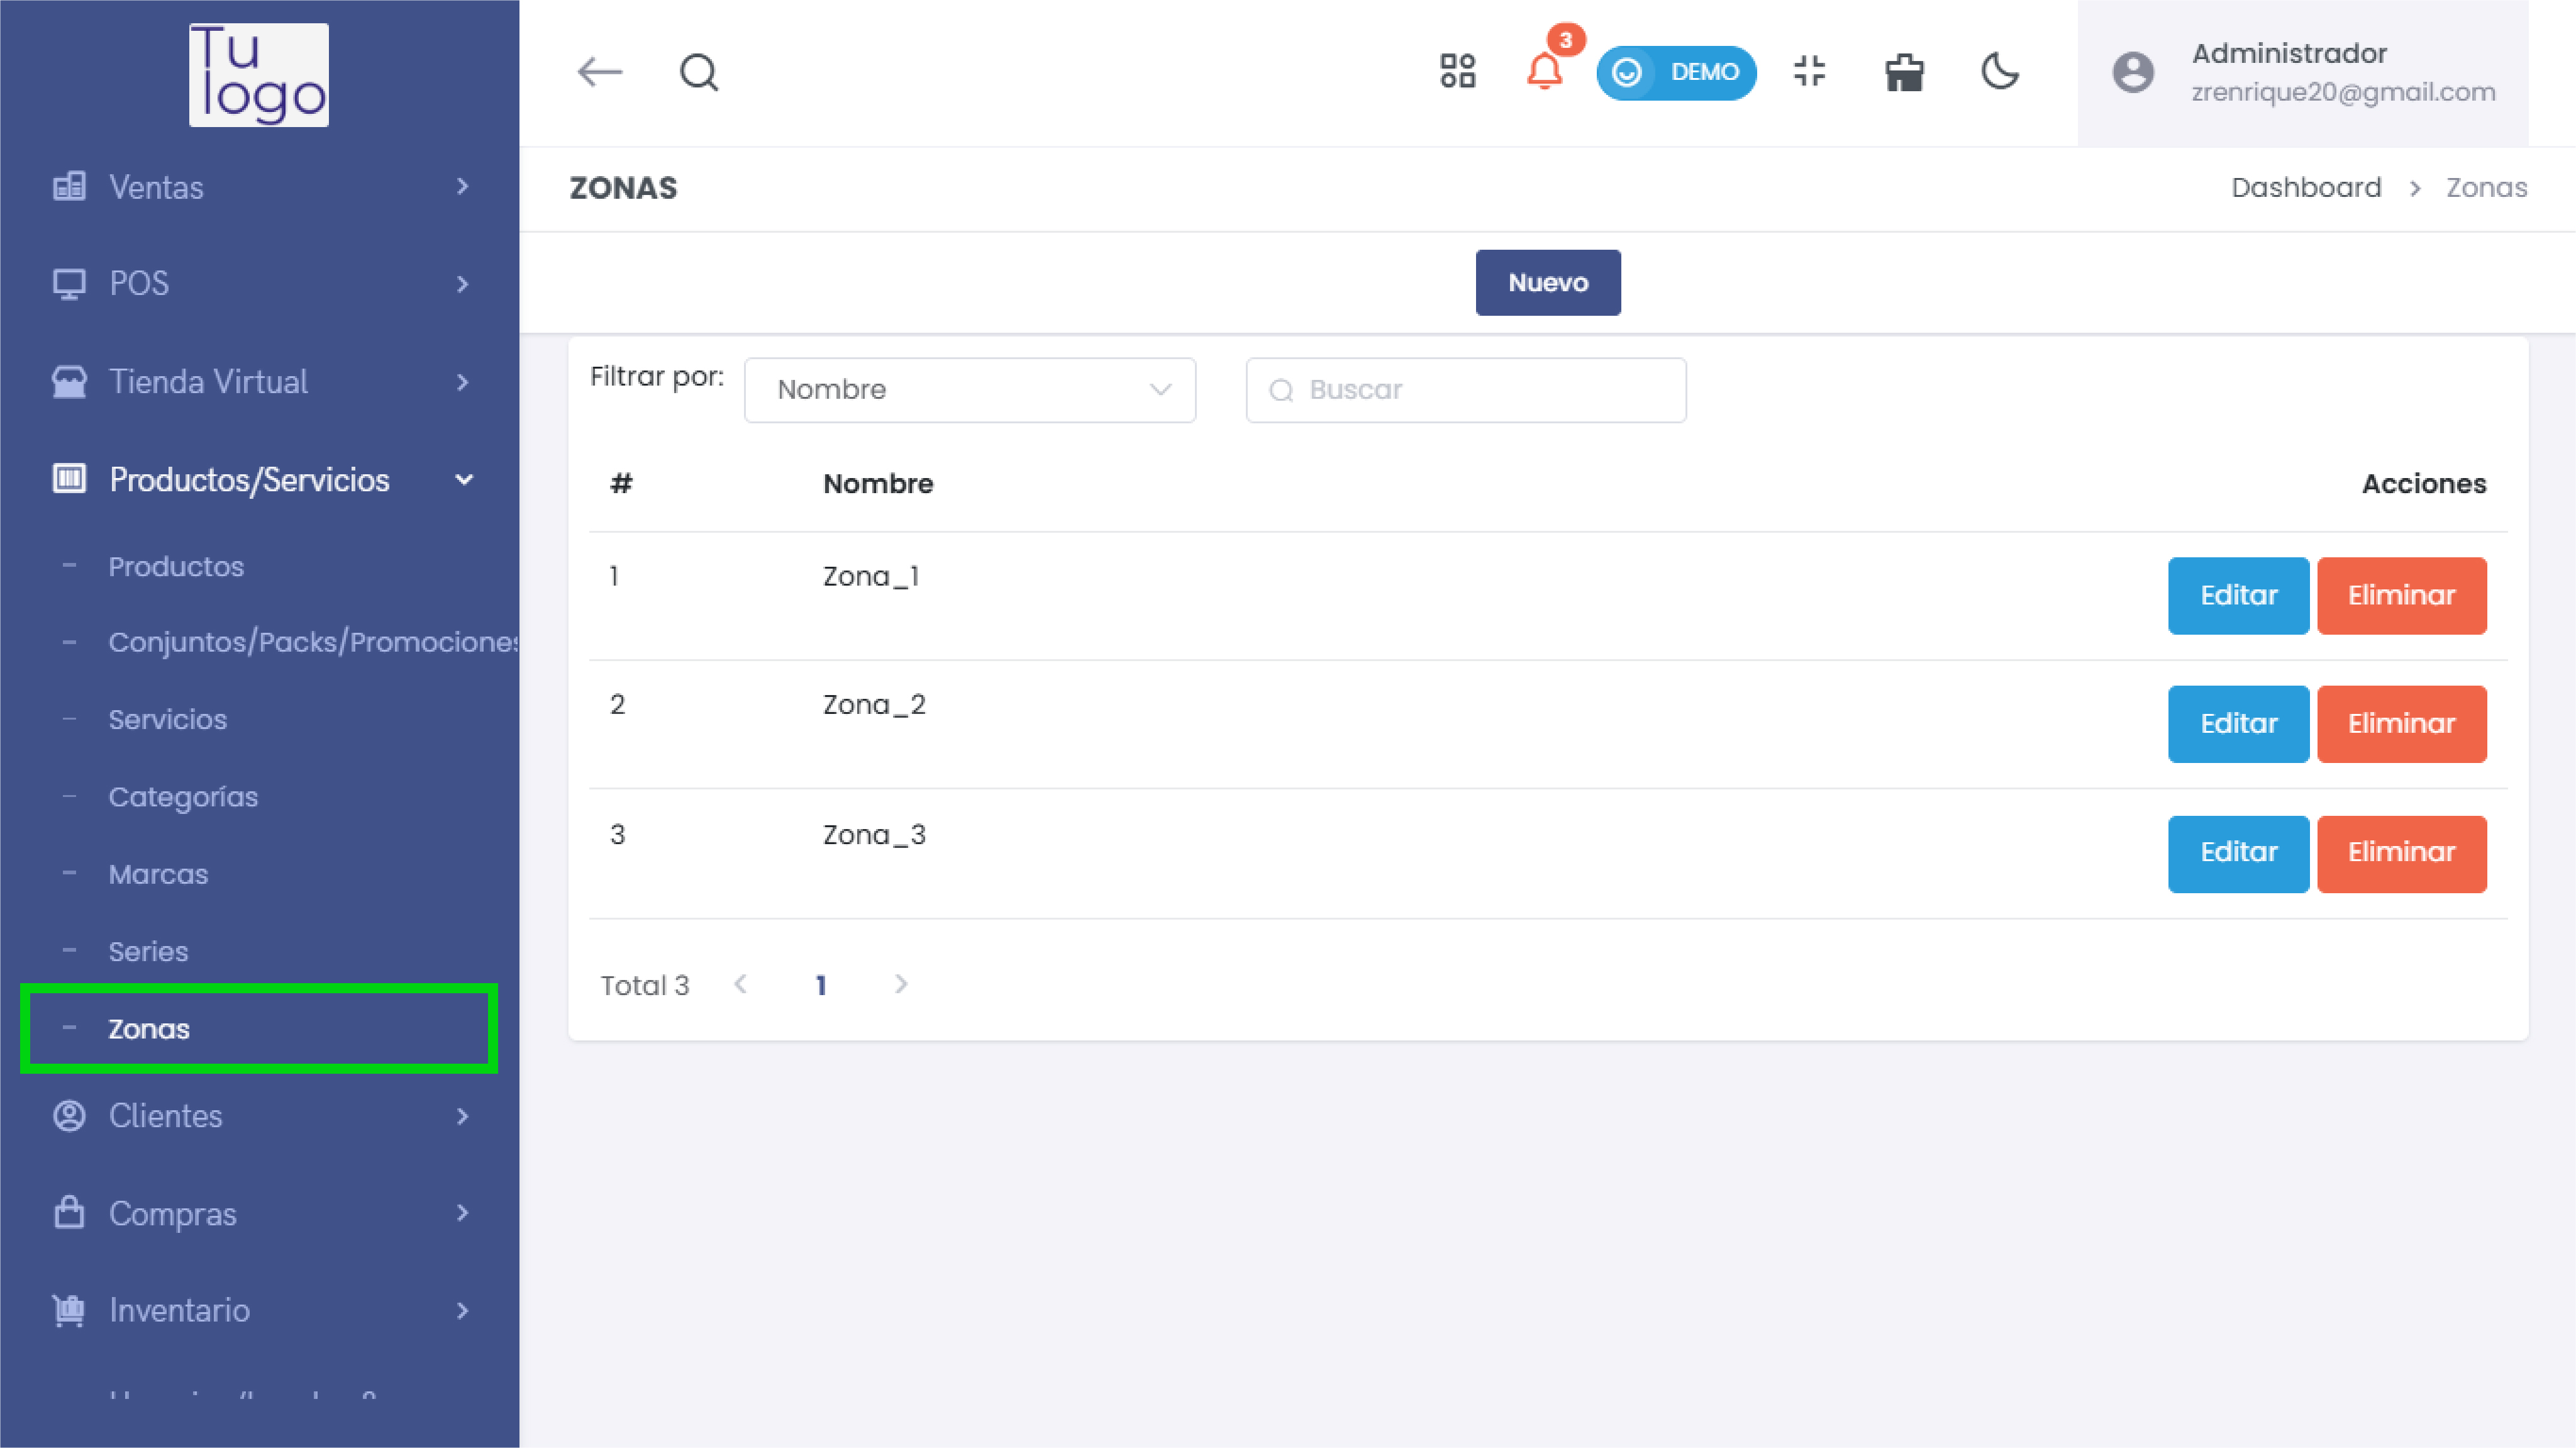 Tu
logo
Ventas
POS
Tienda Virtual
Productos/Servicios
Productos
Conjuntos/Packs/Promociones
Servicios
Categorías
Marcas
Series
Zonas
Clientes
Compras
Inventario
3
DEMO
Administrador
zrenrique20@gmail.com
ZONAS
Dashboard > Zonas
Nuevo
Filtrar por: Nombre Buscar
# Nombre Acciones
1 Zona_1 Editar Eliminar
2 Zona_2 Editar Eliminar
3 Zona_3 Editar Eliminar
Total 3 < 1 >